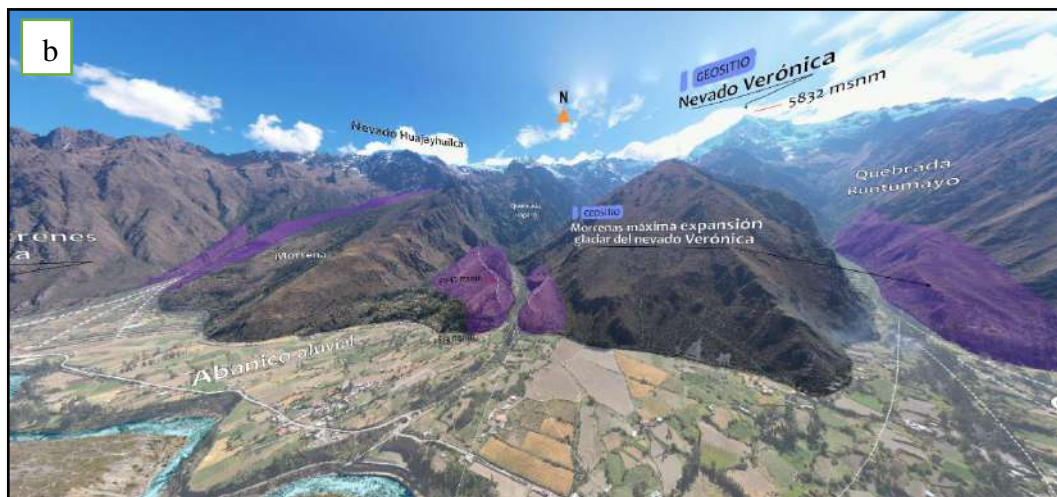 b
N
GEOSITIO
Nevado Verónica
5832 msnm
Nevado Huajayhuilca
Quebrada
Runtumayo
Quebrada
GEOSITIO
Morrenas máxima expansión
glaciar del nevado Verónica
Morrena
Abanico aluvial